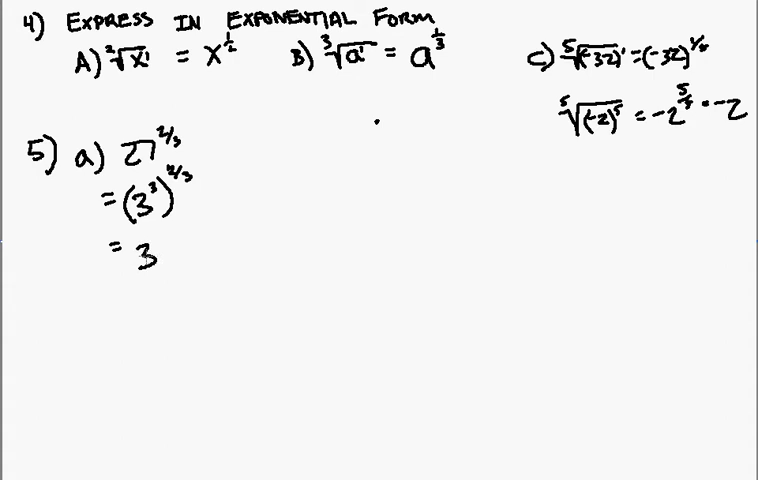 4) EXPRESS IN EXPONENTIAL FORM
A) ²√x¹ = x^(1/2) B) ³√a¹ = a^(1/3) C) ⁵√(-32)¹ = (-32)^(1/5)
⁵√(-2)⁵ = -2^(5/5) = -2
5) a) 27^(2/3)
= (3³)^(2/3)
= 3